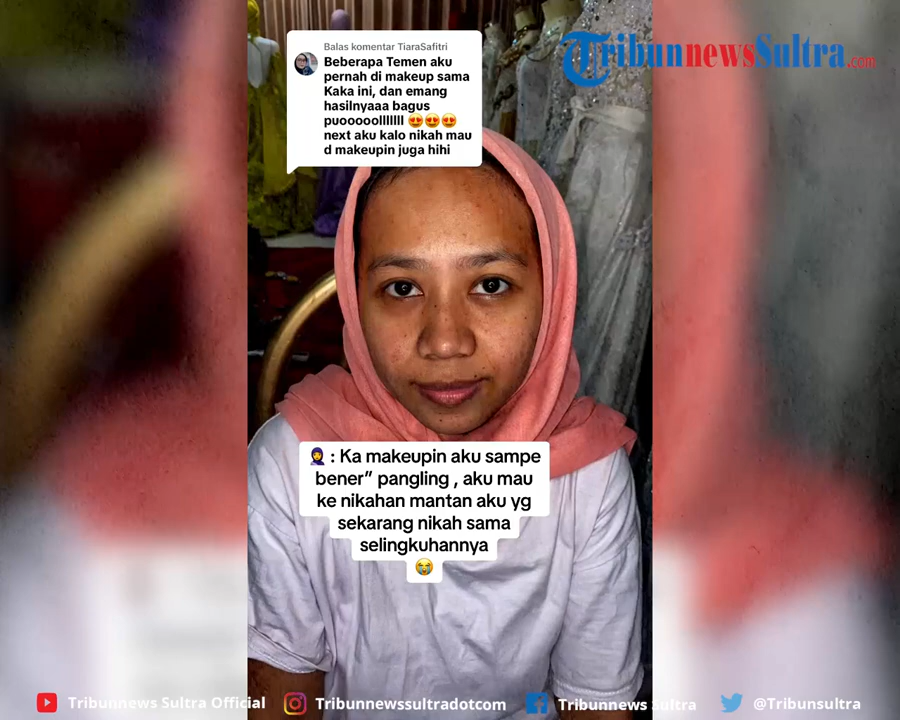 TribunnewsSultra.com
Balas komentar TiaraSafitri
Beberapa Temen aku
pernah di makeup sama
Kaka ini, dan emang
hasilnyaaa bagus
puooooolllllll 😍😍😍
next aku kalo nikah mau
d makeupin juga hihi
🧕 : Ka makeupin aku sampe
bener” pangling , aku mau
ke nikahan mantan aku yg
sekarang nikah sama
selingkuhannya
😭
Tribunnews Sultra Official Tribunnewssultradotcom Tribunnews Sultra @Tribunsultra